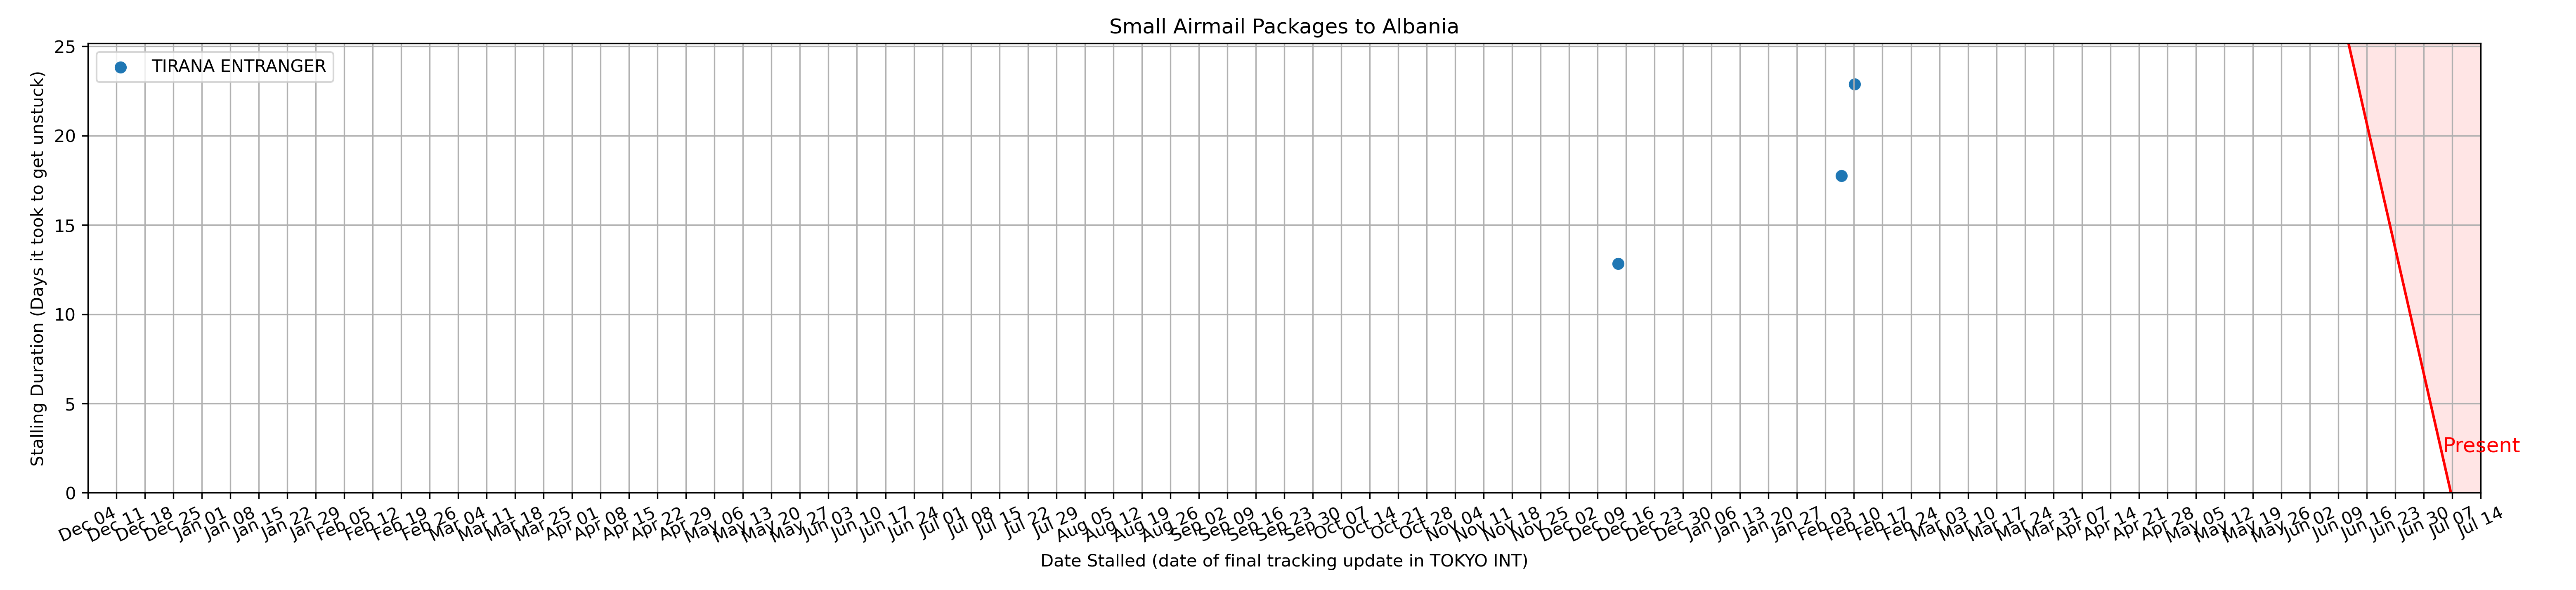 Small Airmail Packages to Albania
TIRANA ENTRANGER
Stalling Duration (Days it took to get unstuck)
25
20
15
10
5
0
Present
Dec 04 Dec 11 Dec 18 Dec 25 Jan 01 Jan 08 Jan 15 Jan 22 Jan 29 Feb 05 Feb 12 Feb 19 Feb 26 Mar 04 Mar 11 Mar 18 Mar 25 Apr 01 Apr 08 Apr 15 Apr 22 Apr 29 May 06 May 13 May 20 May 27 Jun 03 Jun 10 Jun 17 Jun 24 Jul 01 Jul 08 Jul 15 Jul 22 Jul 29 Aug 05 Aug 12 Aug 19 Aug 26 Sep 02 Sep 09 Sep 16 Sep 23 Sep 30 Oct 07 Oct 14 Oct 21 Oct 28 Nov 04 Nov 11 Nov 18 Nov 25 Dec 02 Dec 09 Dec 16 Dec 23 Dec 30 Jan 06 Jan 13 Jan 20 Jan 27 Feb 03 Feb 10 Feb 17 Feb 24 Mar 03 Mar 10 Mar 17 Mar 24 Mar 31 Apr 07 Apr 14 Apr 21 Apr 28 May 05 May 12 May 19 May 26 Jun 02 Jun 09 Jun 16 Jun 23 Jun 30 Jul 07 Jul 14
Date Stalled (date of final tracking update in TOKYO INT)